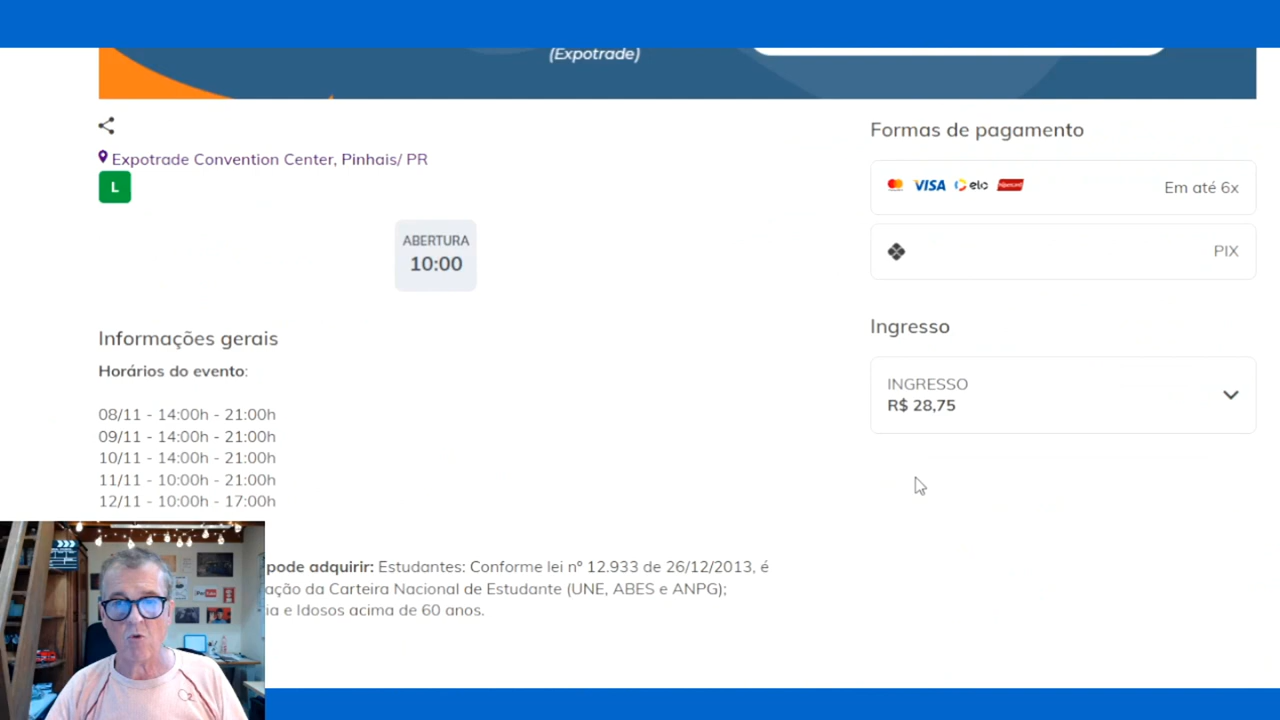 (Expotrade)
Expotrade Convention Center, Pinhais/ PR
L
ABERTURA
10:00
Informações gerais
Horários do evento:
08/11 - 14:00h - 21:00h
09/11 - 14:00h - 21:00h
10/11 - 14:00h - 21:00h
11/11 - 10:00h - 21:00h
12/11 - 10:00h - 17:00h
pode adquirir: Estudantes: Conforme lei nº 12.933 de 26/12/2013, é
ação da Carteira Nacional de Estudante (UNE, ABES e ANPG);
ia e Idosos acima de 60 anos.
Formas de pagamento
VISA elo Hipercard Em até 6x
PIX
Ingresso
INGRESSO
R$ 28,75